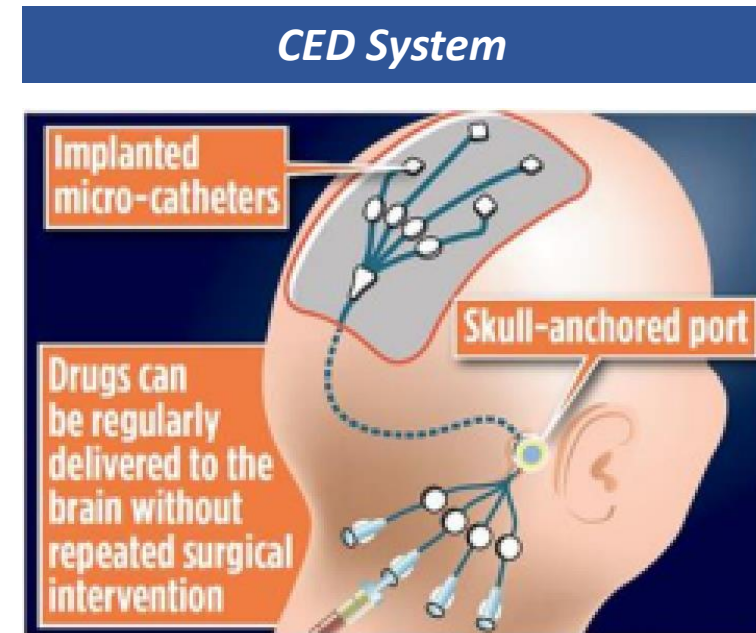 CED System
Implanted
micro-catheters
Skull-anchored port
Drugs can
be regularly
delivered to the
brain without
repeated surgical
intervention